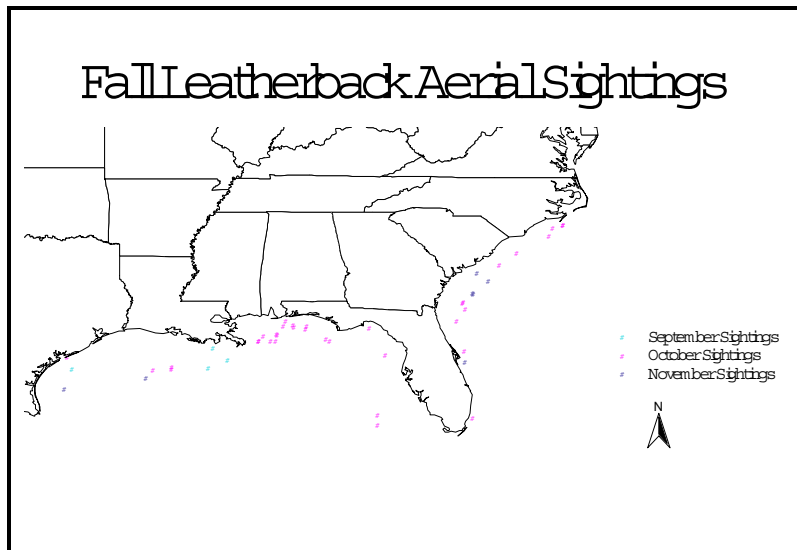 Fall Leatherback Aerial Sightings
September Sightings
October Sightings
November Sightings
N